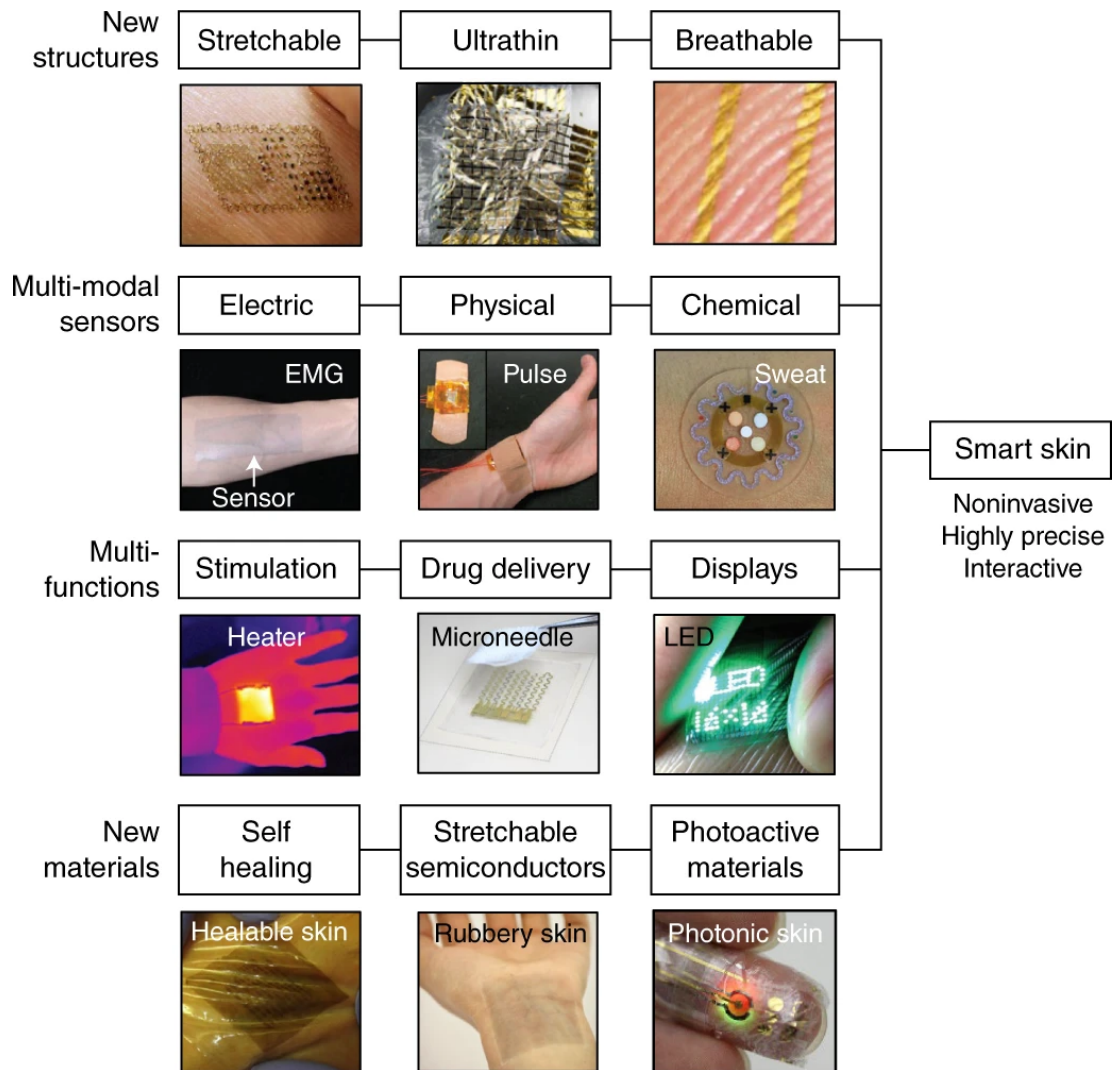 New
structures
Stretchable
Ultrathin
Breathable
Multi-modal
sensors
Electric
Physical
Chemical
EMG
Sensor
Pulse
Sweat
Smart skin
Noninvasive
Highly precise
Interactive
Multi-
functions
Stimulation
Drug delivery
Displays
Heater
Microneedle
LED
16×16
New
materials
Self
healing
Stretchable
semiconductors
Photoactive
materials
Healable skin
Rubbery skin
Photonic skin